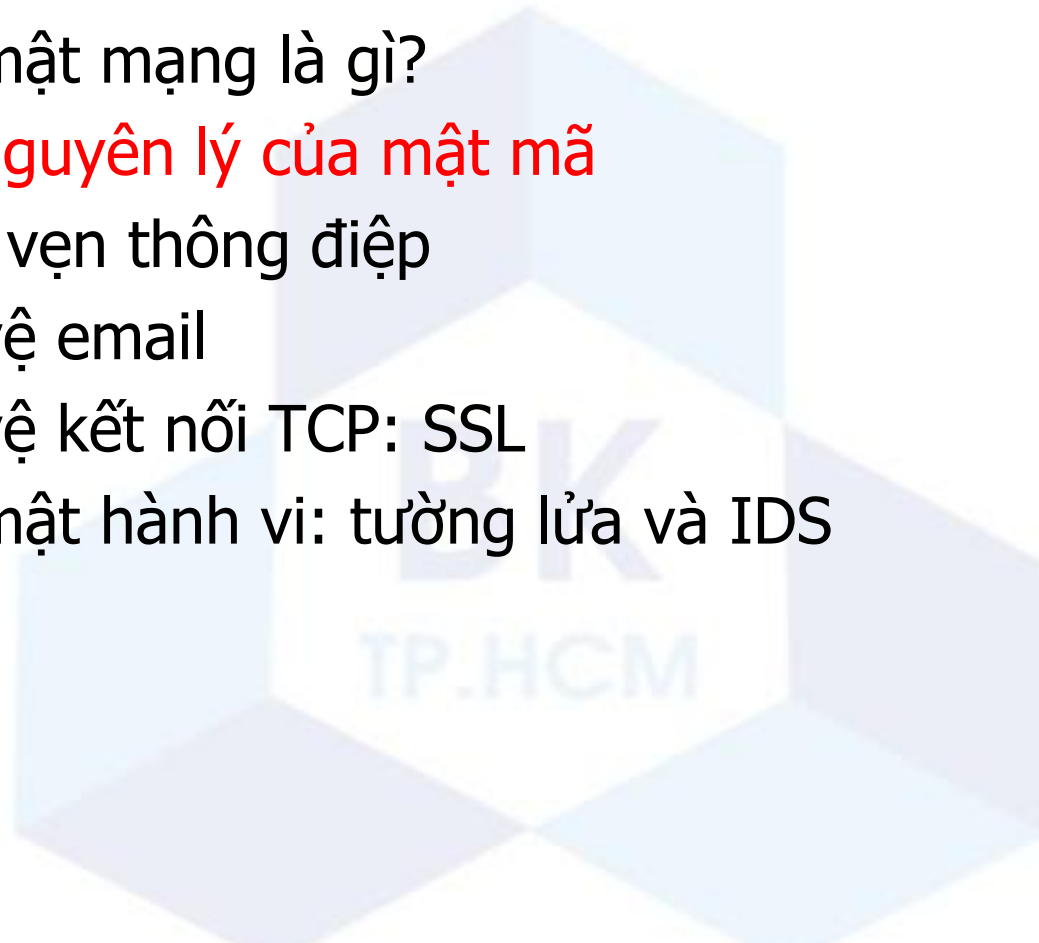 mật mạng là gì?
guyên lý của mật mã
vẹn thông điệp
ệ email
ệ kết nối TCP: SSL
mật hành vi: tường lửa và IDS
BK
TP.HCM